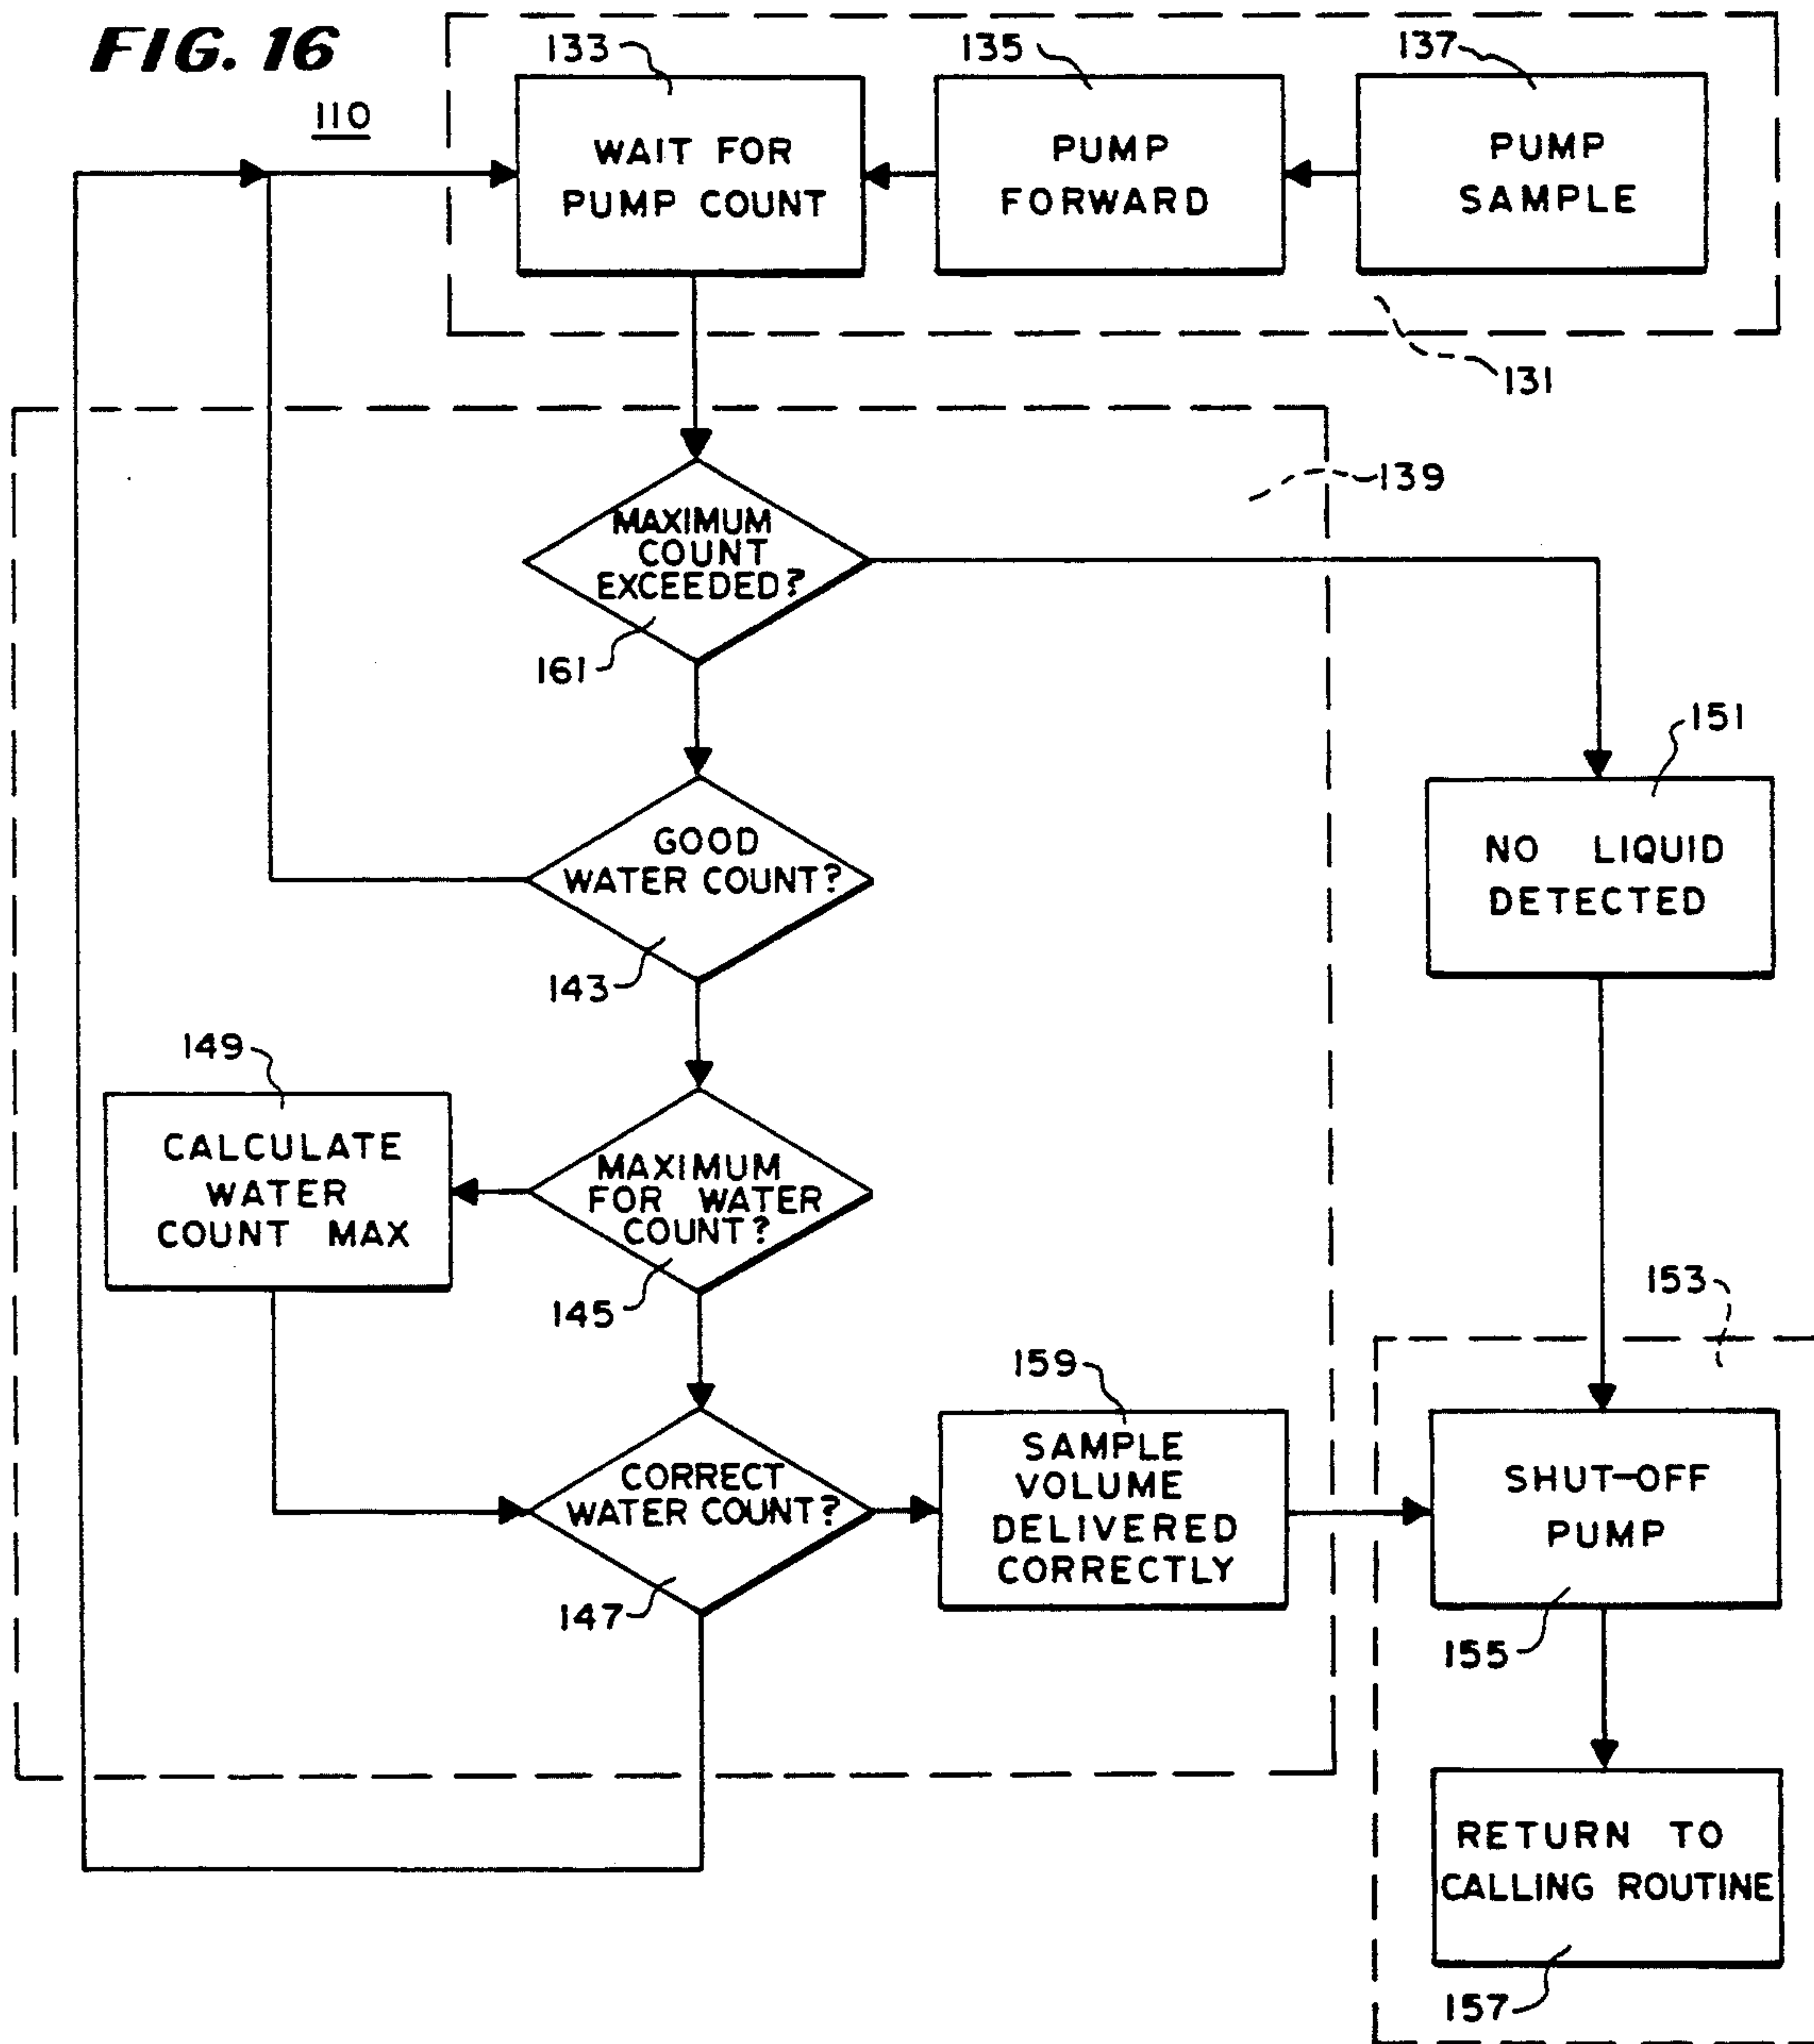 FIG. 16
110
133
135
137
WAIT FOR
PUMP COUNT
PUMP
FORWARD
PUMP
SAMPLE
131
139
MAXIMUM
COUNT
EXCEEDED?
161
151
NO LIQUID
DETECTED
GOOD
WATER COUNT?
143
149
CALCULATE
WATER
COUNT MAX
MAXIMUM
FOR WATER
COUNT?
145
153
159
CORRECT
WATER COUNT?
147
SAMPLE
VOLUME
DELIVERED
CORRECTLY
SHUT-OFF
PUMP
155
RETURN TO
CALLING ROUTINE
157